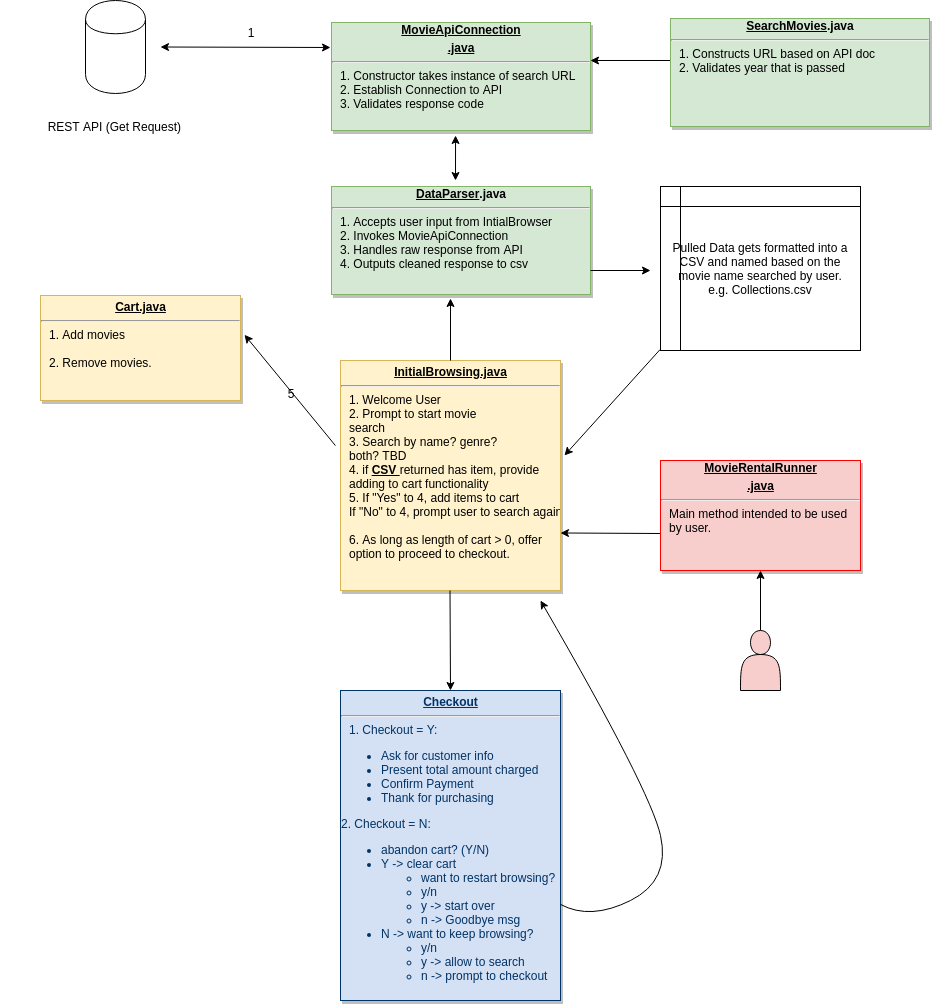 1
MovieApiConnection
.java
1. Constructor takes instance of search URL
2. Establish Connection to API
3. Validates response code
SearchMovies.java
1. Constructs URL based on API doc
2. Validates year that is passed
REST API (Get Request)
DataParser.java
1. Accepts user input from IntialBrowser
2. Invokes MovieApiConnection
3. Handles raw response from API
4. Outputs cleaned response to csv
Pulled Data gets formatted into a
CSV and named based on the
movie name searched by user.
e.g. Collections.csv
Cart.java
1. Add movies
2. Remove movies.
5
InitialBrowsing.java
1. Welcome User
2. Prompt to start movie
search
3. Search by name? genre?
both? TBD
4. if CSV returned has item, provide
adding to cart functionality
5. If "Yes" to 4, add items to cart
If "No" to 4, prompt user to search again
6. As long as length of cart > 0, offer
option to proceed to checkout.
MovieRentalRunner
.java
Main method intended to be used
by user.
Checkout
1. Checkout = Y:
• Ask for customer info
• Present total amount charged
• Confirm Payment
• Thank for purchasing
2. Checkout = N:
• abandon cart? (Y/N)
• Y -> clear cart
◦ want to restart browsing?
◦ y/n
◦ y -> start over
◦ n -> Goodbye msg
• N -> want to keep browsing?
◦ y/n
◦ y -> allow to search
◦ n -> prompt to checkout